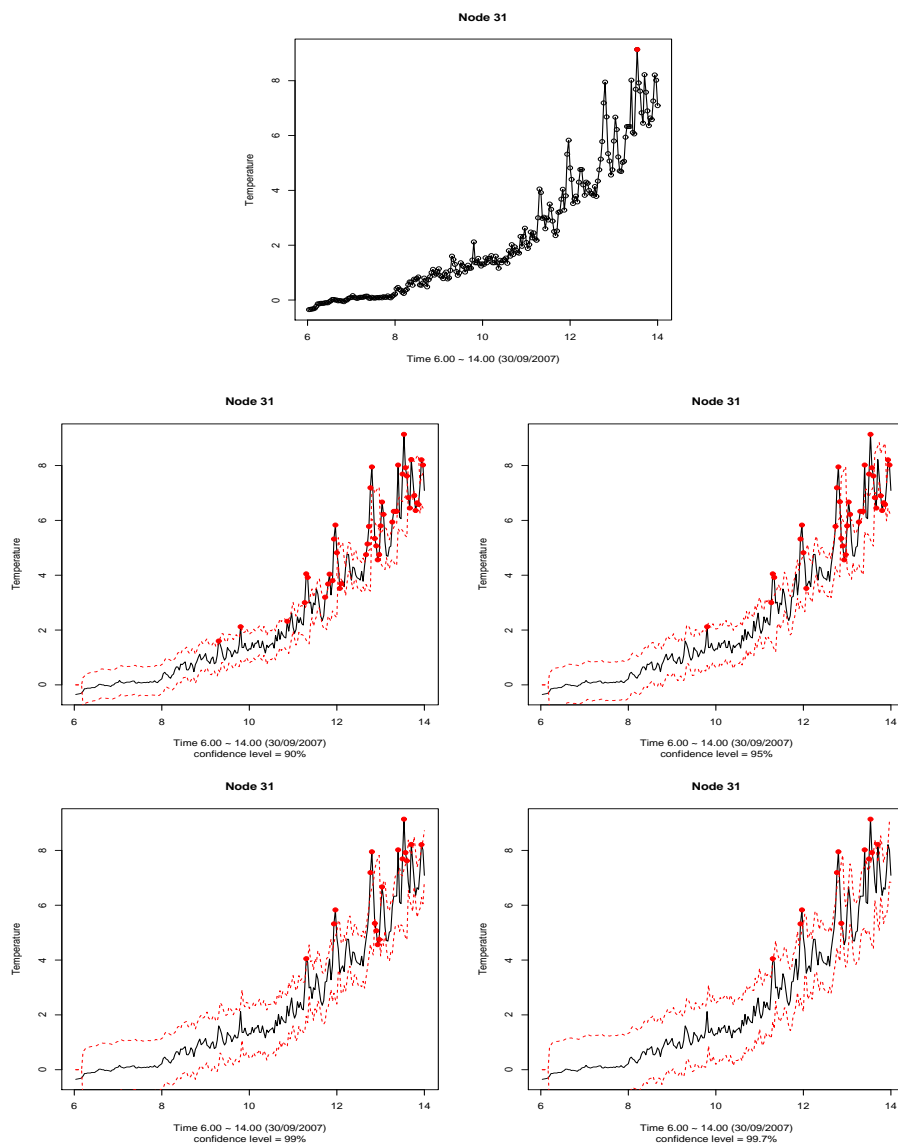 Node 31
Temperature
8
6
4
2
0
6 8 10 12 14
Time 6.00 ~ 14.00 (30/09/2007)
Node 31
Temperature
8
6
4
2
0
6 8 10 12 14
Time 6.00 ~ 14.00 (30/09/2007)
confidence level = 90%
Node 31
Temperature
8
6
4
2
0
6 8 10 12 14
Time 6.00 ~ 14.00 (30/09/2007)
confidence level = 95%
Node 31
Temperature
8
6
4
2
0
6 8 10 12 14
Time 6.00 ~ 14.00 (30/09/2007)
confidence level = 99%
Node 31
Temperature
8
6
4
2
0
6 8 10 12 14
Time 6.00 ~ 14.00 (30/09/2007)
confidence level = 99.7%